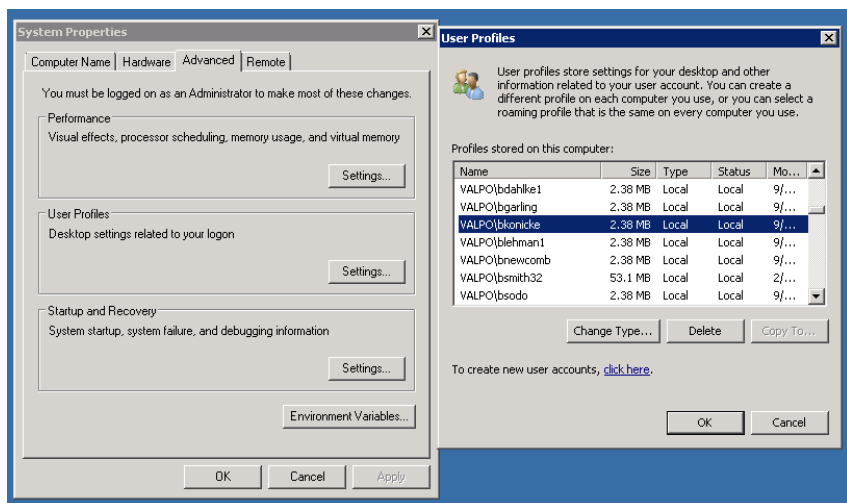 System Properties
Computer Name
Hardware
Advanced
Remote
You must be logged on as an Administrator to make most of these changes.
Performance
Visual effects, processor scheduling, memory usage, and virtual memory
Settings...
User Profiles
Desktop settings related to your logon
Settings...
Startup and Recovery
System startup, system failure, and debugging information
Settings...
Environment Variables...
OK Cancel Apply
User Profiles
User profiles store settings for your desktop and other
information related to your user account. You can create a
different profile on each computer you use, or you can select a
roaming profile that is the same on every computer you use.
Profiles stored on this computer:
Name Size Type Status Mo...
VALPO\bdahlke1 2.38 MB Local Local 9/...
VALPO\bgarling 2.38 MB Local Local 9/...
VALPO\bkonicke 2.38 MB Local Local 9/...
VALPO\blehman1 2.38 MB Local Local 9/...
VALPO\bnewcomb 2.38 MB Local Local 9/...
VALPO\bsmith32 53.1 MB Local Local 2/...
VALPO\bsodo 2.38 MB Local Local 9/...
Change Type... Delete Copy To...
To create new user accounts, click here.
OK Cancel